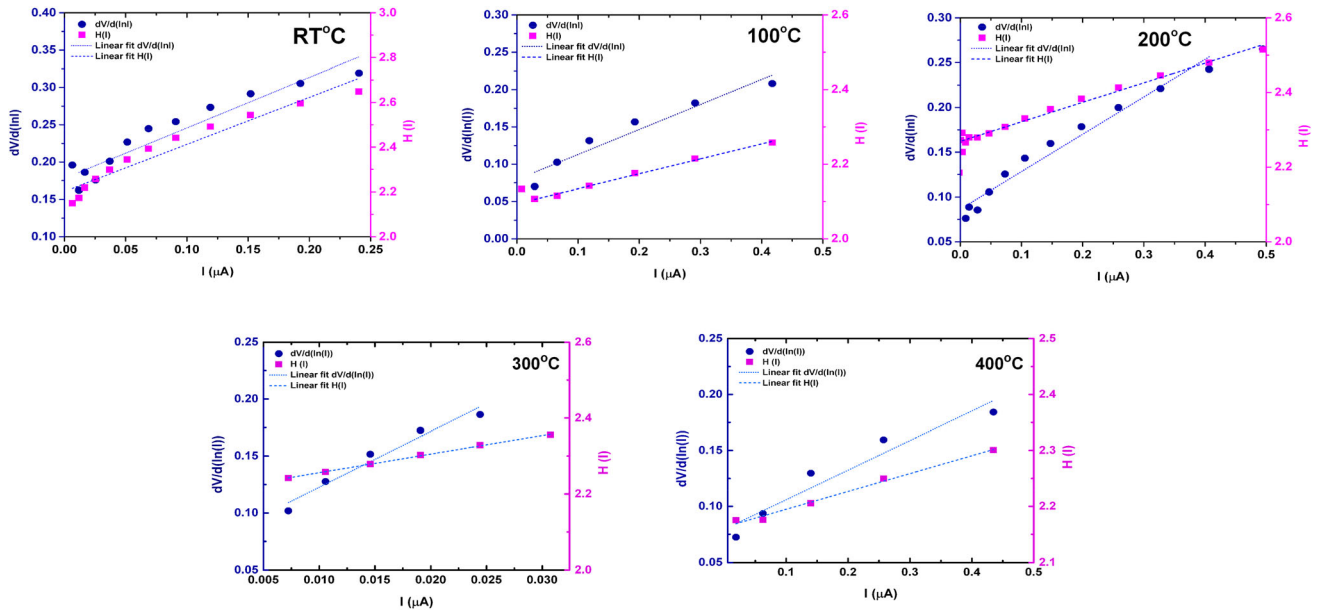 RT°C
dV/d(lnI)
H(I)
Linear fit dV/d(lnI)
Linear fit H(I)
0.40
0.35
0.30
0.25
0.20
0.15
0.10
dV/d(lnI)
0.00
0.05
0.10
0.15
0.20
0.25
I (μA)
3.0
2.8
2.6
2.4
2.2
2.0
H (I)
100°C
dV/d(lnI)
H(I)
Linear fit dV/d(lnI)
Linear fit H(I)
0.30
0.25
0.20
0.15
0.10
0.05
0.00
dV/d(ln(I))
0.0
0.1
0.2
0.3
0.4
0.5
I (μA)
2.6
2.4
2.2
2.0
H (I)
200°C
dV/d(lnI)
H(I)
Linear fit dV/d(lnI)
Linear fit H(I)
0.30
0.25
0.20
0.15
0.10
0.05
dV/d(lnI)
0.0
0.1
0.2
0.3
0.4
0.5
I (μA)
2.6
2.4
2.2
2.0
H (I)
300°C
dV/d(ln(I))
H (I)
Linear fit dV/d(ln(I))
Linear fit H(I)
0.25
0.20
0.15
0.10
0.05
dV/d(ln(I))
0.005
0.010
0.015
0.020
0.025
0.030
I (μA)
2.6
2.4
2.2
2.0
H (I)
400°C
dV/d(ln(I))
H (I)
Linear fit dV/d(ln(I))
Linear fit H(I)
0.25
0.20
0.15
0.10
0.05
dV/d(ln(I))
0.1
0.2
0.3
0.4
0.5
I (μA)
2.5
2.4
2.3
2.2
2.1
H (I)